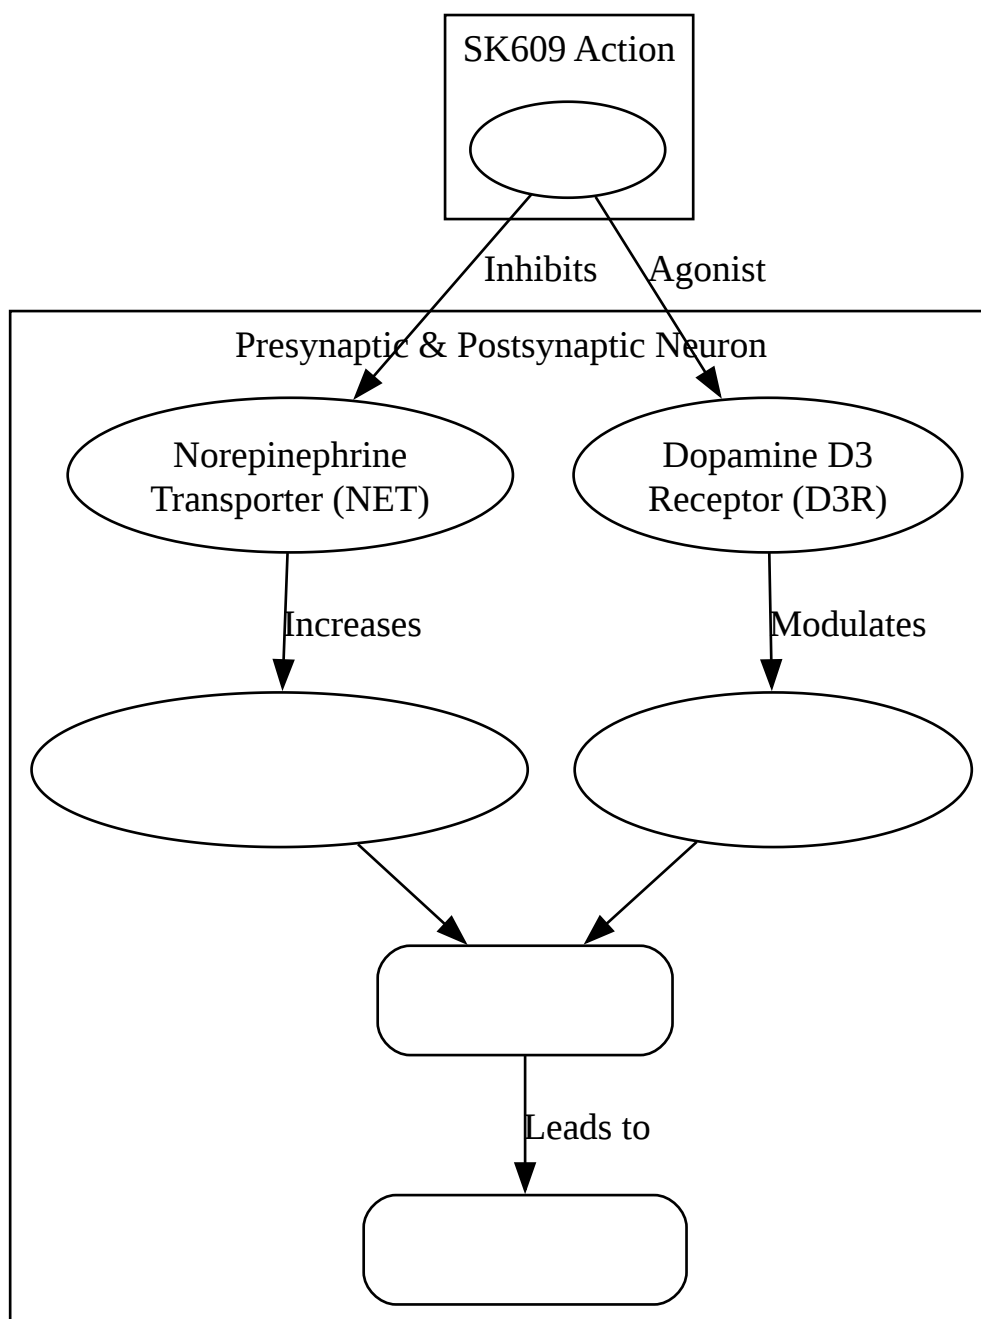 SK609 Action
Inhibits
Agonist
Presynaptic & Postsynaptic Neuron
Norepinephrine
Transporter (NET)
Dopamine D3
Receptor (D3R)
Increases
Modulates
Leads to